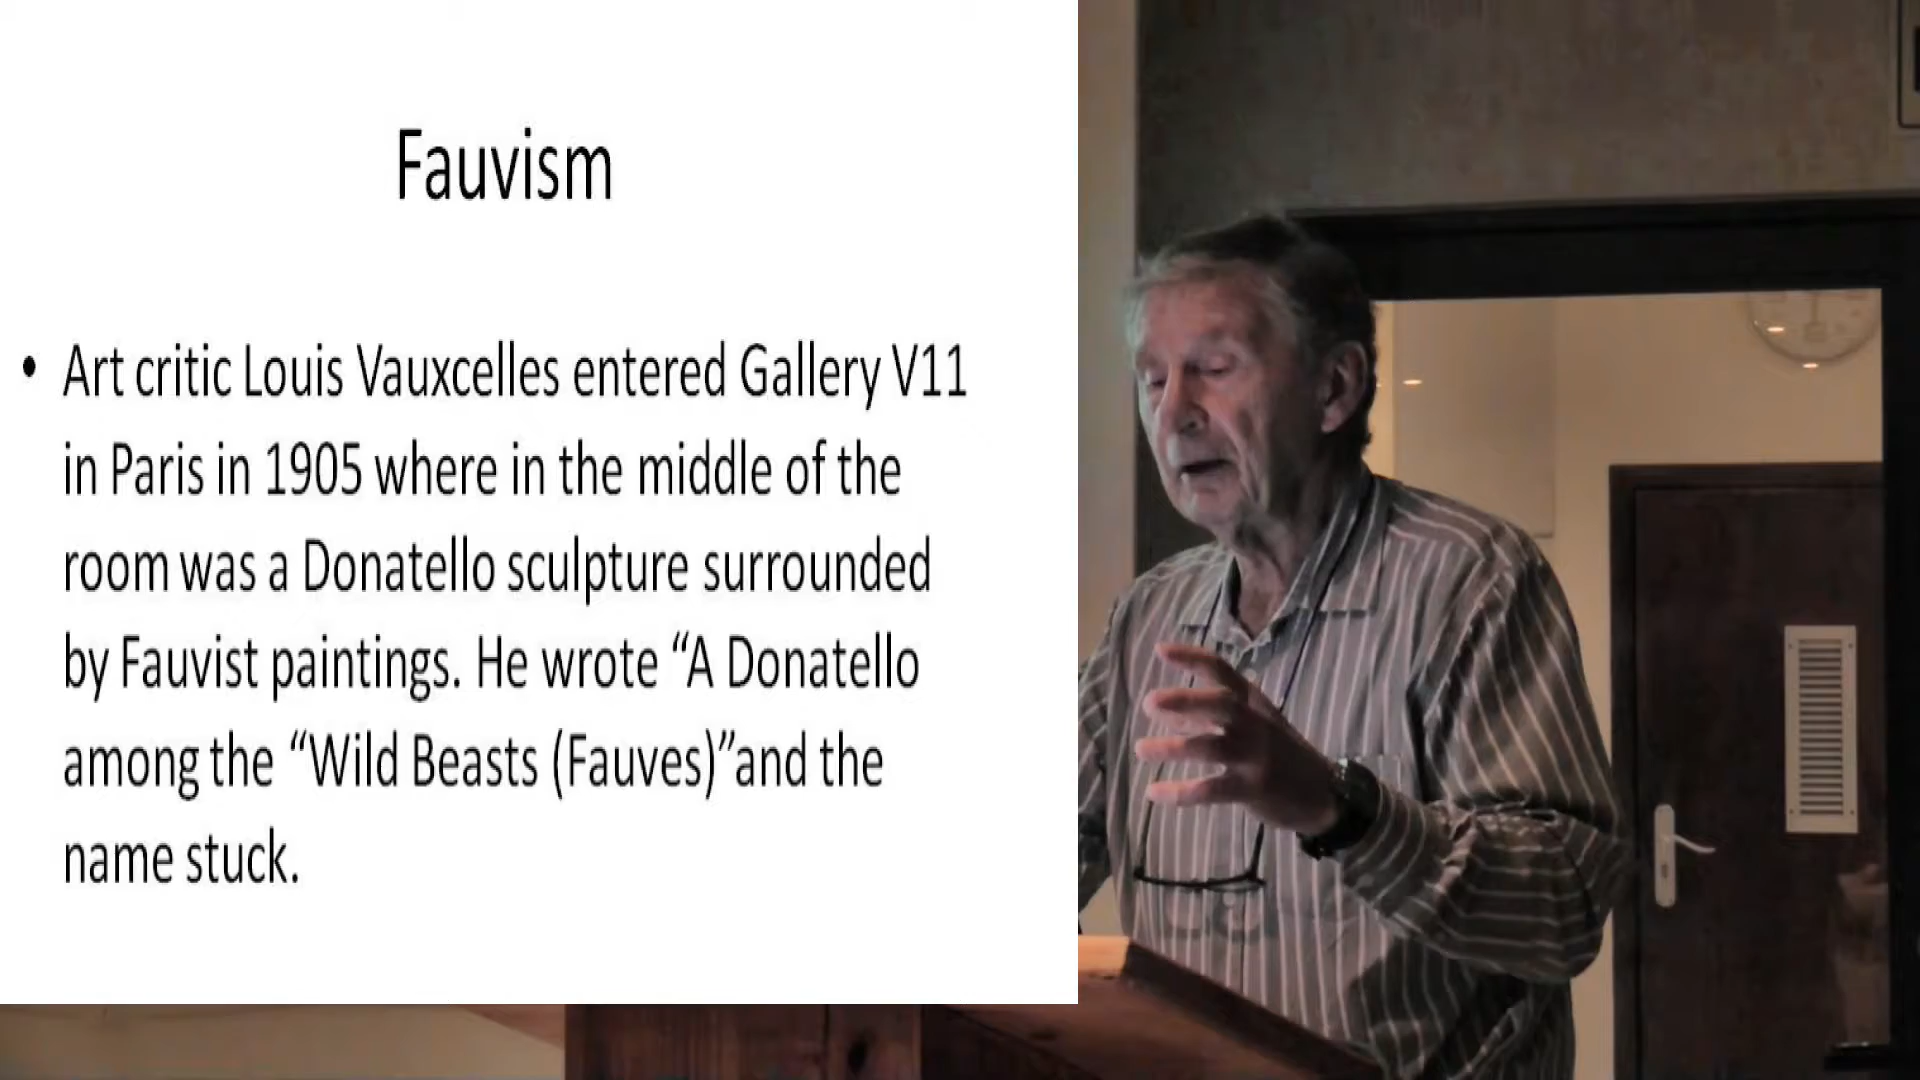 Fauvism
• Art critic Louis Vauxcelles entered Gallery V11
in Paris in 1905 where in the middle of the
room was a Donatello sculpture surrounded
by Fauvist paintings. He wrote “A Donatello
among the “Wild Beasts (Fauves)”and the
name stuck.